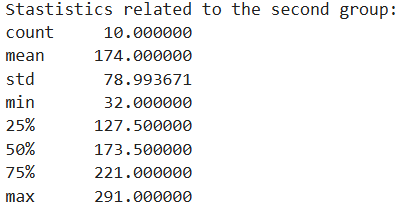 Stastistics related to the second group:
count 10.000000
mean 174.000000
std 78.993671
min 32.000000
25% 127.500000
50% 173.500000
75% 221.000000
max 291.000000